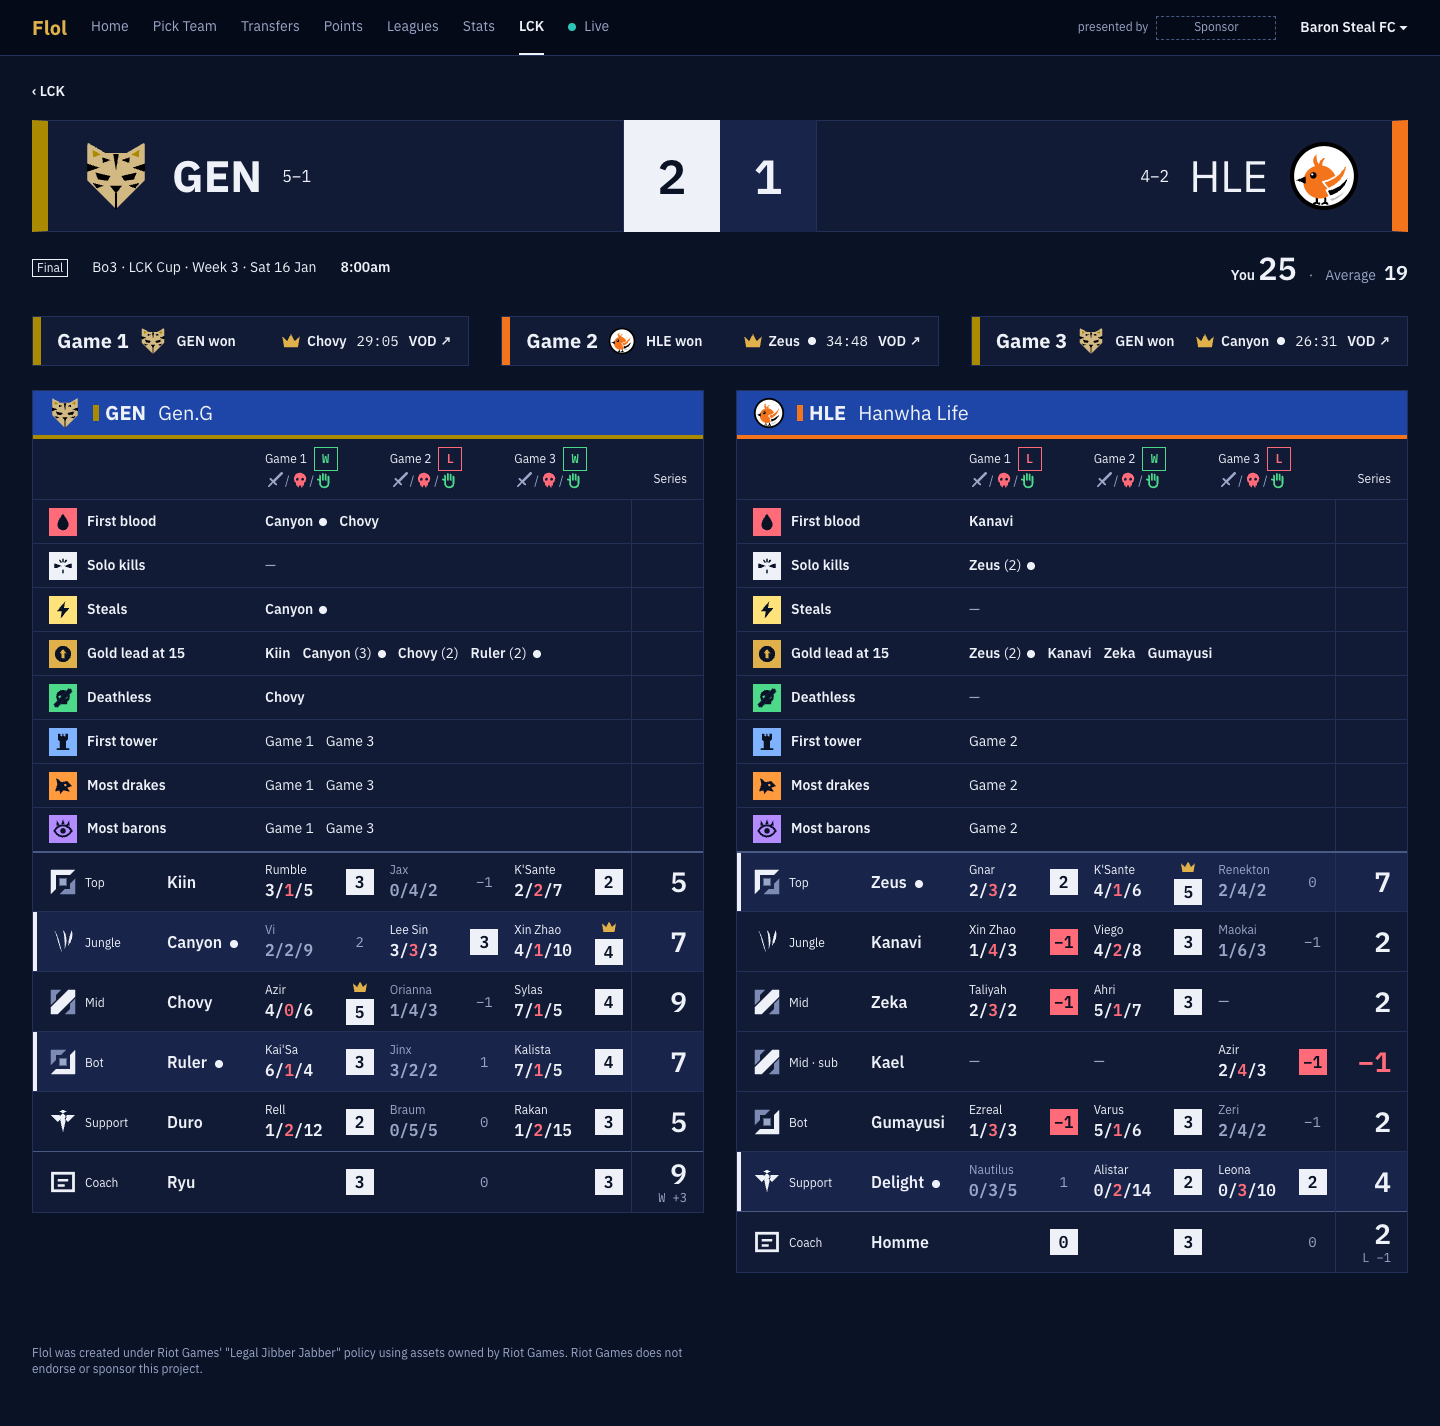 Flol Home Pick Team Transfers Points Leagues Stats LCK Live presented by Sponsor Baron Steal FC
‹ LCK
GEN 5–1 2 1 4–2 HLE
Final Bo3 · LCK Cup · Week 3 · Sat 16 Jan 8:00am You 25 · Average 19
Game 1 GEN won Chovy 29:05 VOD ↗
Game 2 HLE won Zeus 34:48 VOD ↗
Game 3 GEN won Canyon 26:31 VOD ↗
GEN Gen.G
Game 1 W Game 2 L Game 3 W
/ / / / / / Series
First blood Canyon Chovy
Solo kills —
Steals Canyon
Gold lead at 15 Kiin Canyon (3) Chovy (2) Ruler (2)
Deathless Chovy
First tower Game 1 Game 3
Most drakes Game 1 Game 3
Most barons Game 1 Game 3
Rumble Jax K'Sante
Top Kiin 3/1/5 3 0/4/2 −1 2/2/7 2 5
Vi Lee Sin Xin Zhao
Jungle Canyon 2/2/9 2 3/3/3 3 4/1/10 4 7
Azir Orianna Sylas
Mid Chovy 4/0/6 5 1/4/3 −1 7/1/5 4 9
Kai'Sa Jinx Kalista
Bot Ruler 6/1/4 3 3/2/2 1 7/1/5 4 7
Rell Braum Rakan
Support Duro 1/2/12 2 0/5/5 0 1/2/15 3 5
Coach Ryu 3 0 3 9
W +3
HLE Hanwha Life
Game 1 L Game 2 W Game 3 L
/ / / / / / Series
First blood Kanavi
Solo kills Zeus (2)
Steals —
Gold lead at 15 Zeus (2) Kanavi Zeka Gumayusi
Deathless —
First tower Game 2
Most drakes Game 2
Most barons Game 2
Gnar K'Sante Renekton
Top Zeus 2/3/2 2 4/1/6 5 2/4/2 0 7
Xin Zhao Viego Maokai
Jungle Kanavi 1/4/3 −1 4/2/8 3 1/6/3 −1 2
Taliyah Ahri
Mid Zeka 2/3/2 −1 5/1/7 3 — 2
Azir
Mid · sub Kael — — 2/4/3 −1 −1
Ezreal Varus Zeri
Bot Gumayusi 1/3/3 −1 5/1/6 3 2/4/2 −1 2
Nautilus Alistar Leona
Support Delight 0/3/5 1 0/2/14 2 0/3/10 2 4
Coach Homme 0 3 0 2
L −1
Flol was created under Riot Games' "Legal Jibber Jabber" policy using assets owned by Riot Games. Riot Games does not
endorse or sponsor this project.